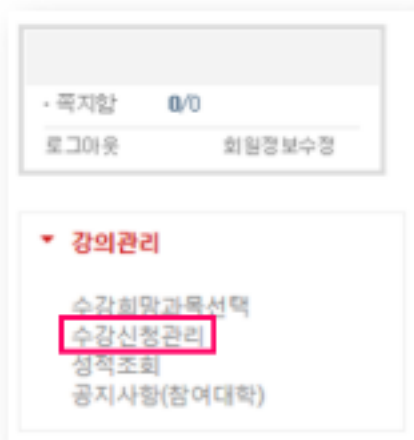 · 쪽지함 0/0
로그아웃 회원정보수정
▼ 강의관리
수강희망과목선택
수강신청관리
성적조회
공지사항(참여대학)